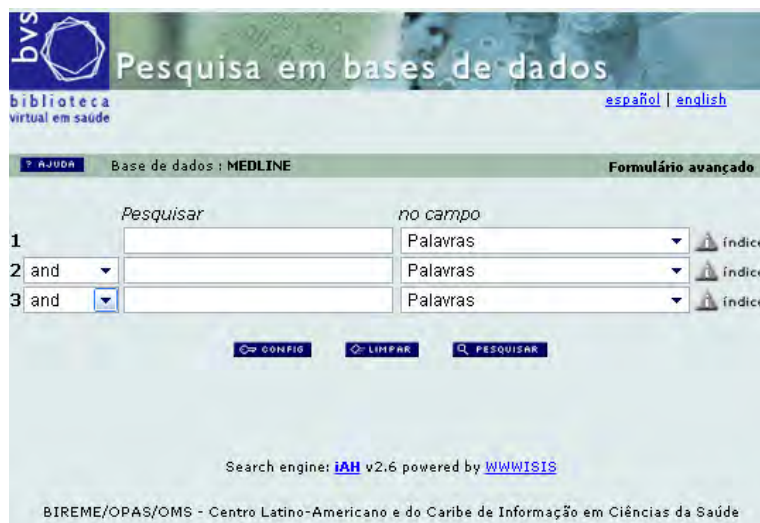 bvs
Pesquisa em bases de dados
biblioteca
virtual em saúde
español | english
? AJUDA Base de dados : MEDLINE Formulário avançado
Pesquisar no campo
1 Palavras índice
2 and Palavras índice
3 and Palavras índice
CONFIG LIMPAR PESQUISAR
Search engine: iAH v2.6 powered by WWWISIS
BIREME/OPAS/OMS - Centro Latino-Americano e do Caribe de Informação em Ciências da Saúde